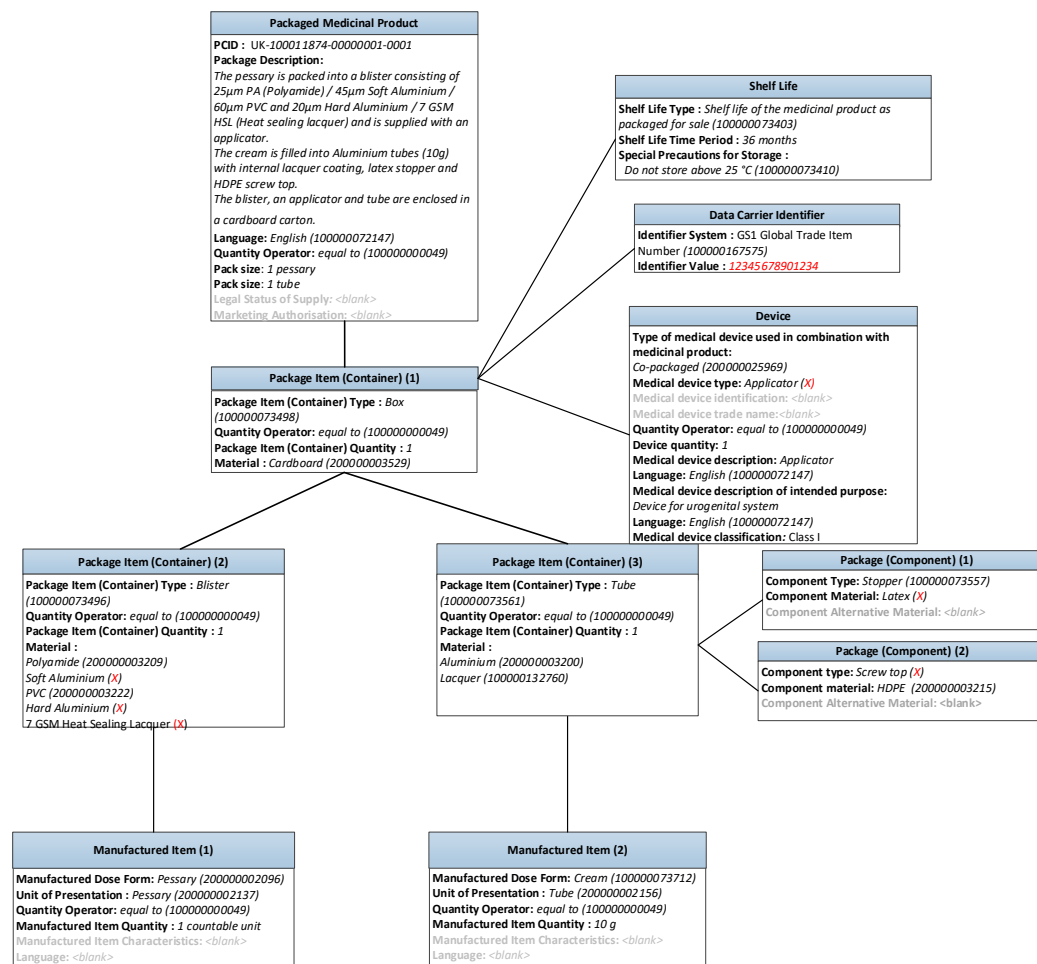 Packaged Medicinal Product
PCID : UK-100011874-00000001-0001
Package Description:
The pessary is packed into a blister consisting of
25µm PA (Polyamide) / 45µm Soft Aluminium /
60µm PVC and 20µm Hard Aluminium / 7 GSM
HSL (Heat sealing lacquer) and is supplied with an
applicator.
The cream is filled into Aluminium tubes (10g)
with internal lacquer coating, latex stopper and
HDPE screw top.
The blister, an applicator and tube are enclosed in
a cardboard carton.
Language: English (100000072147)
Quantity Operator: equal to (100000000049)
Pack size: 1 pessary
Pack size: 1 tube
Legal Status of Supply: <blank>
Marketing Authorisation: <blank>
Shelf Life
Shelf Life Type : Shelf life of the medicinal product as
packaged for sale (100000073403)
Shelf Life Time Period : 36 months
Special Precautions for Storage :
Do not store above 25 °C (100000073410)
Data Carrier Identifier
Identifier System : GS1 Global Trade Item
Number (100000167575)
Identifier Value : 12345678901234
Device
Type of medical device used in combination with
medicinal product:
Co-packaged (200000025969)
Medical device type: Applicator (X)
Medical device identification: <blank>
Medical device trade name:<blank>
Quantity Operator: equal to (100000000049)
Device quantity: 1
Medical device description: Applicator
Language: English (100000072147)
Medical device description of intended purpose:
Device for urogenital system
Language: English (100000072147)
Medical device classification: Class I
Package Item (Container) (1)
Package Item (Container) Type : Box
(100000073498)
Quantity Operator: equal to (100000000049)
Package Item (Container) Quantity : 1
Material : Cardboard (200000003529)
Package Item (Container) (2)
Package Item (Container) Type : Blister
(100000073496)
Quantity Operator: equal to (100000000049)
Package Item (Container) Quantity : 1
Material :
Polyamide (200000003209)
Soft Aluminium (X)
PVC (200000003222)
Hard Aluminium (X)
7 GSM Heat Sealing Lacquer (X)
Package Item (Container) (3)
Package Item (Container) Type : Tube
(100000073561)
Quantity Operator: equal to (100000000049)
Package Item (Container) Quantity : 1
Material :
Aluminium (200000003200)
Lacquer (100000132760)
Package (Component) (1)
Component Type: Stopper (100000073557)
Component Material: Latex (X)
Component Alternative Material: <blank>
Package (Component) (2)
Component type: Screw top (X)
Component material: HDPE (200000003215)
Component Alternative Material: <blank>
Manufactured Item (1)
Manufactured Dose Form: Pessary (200000002096)
Unit of Presentation : Pessary (200000002137)
Quantity Operator: equal to (100000000049)
Manufactured Item Quantity : 1 countable unit
Manufactured Item Characteristics: <blank>
Language: <blank>
Manufactured Item (2)
Manufactured Dose Form: Cream (100000073712)
Unit of Presentation : Tube (200000002156)
Quantity Operator: equal to (100000000049)
Manufactured Item Quantity : 10 g
Manufactured Item Characteristics: <blank>
Language: <blank>